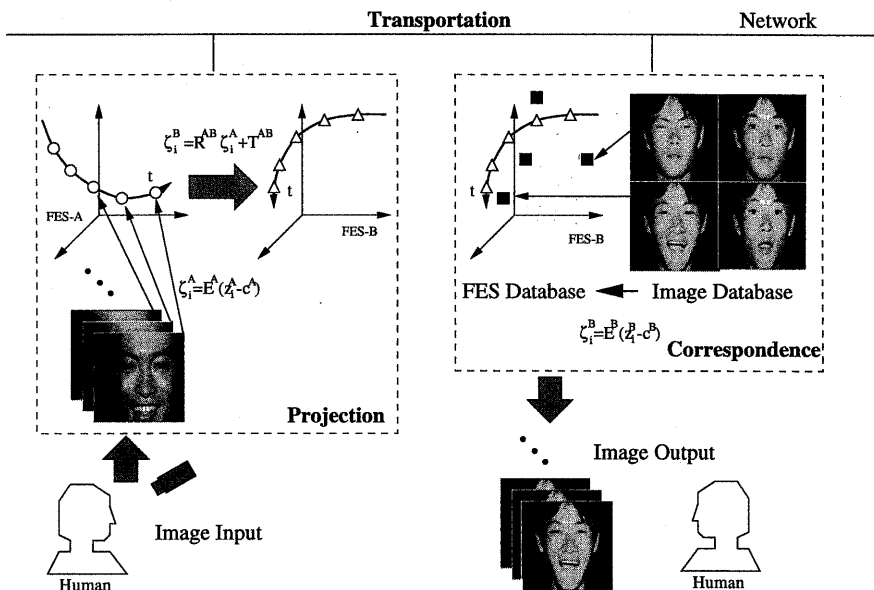 Transportation
Network
ζ_i^B = R^AB ζ_i^A + T^AB
t
FES-A
FES-B
ζ_i^A = E^A (z_i^A - c^A)
Projection
Image Input
Human
t
FES-B
FES Database
Image Database
ζ_i^B = E^B (z_i^B - c^B)
Correspondence
Image Output
Human
t